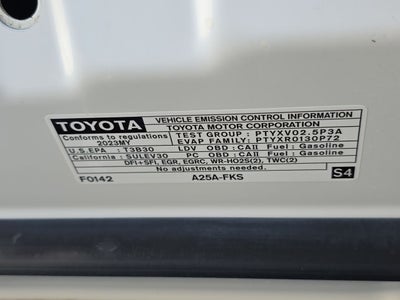 TOYOTA
VEHICLE EMISSION CONTROL INFORMATION
TOYOTA MOTOR CORPORATION
Conforms to regulations
2023MY
TEST GROUP : PTYXV02.5P3A
EVAP FAMILY: PTYXR0130P72
U.S.EPA : T3B30 LDV OBD : CAII Fuel : Gasoline
California : SULEV30 PC OBD : CAII Fuel : Gasoline
DFI+SFI, EGR, EGRC, WR-HO2S(2), TWC(2)
No adjustments needed.
F0142 A25A-FKS S4